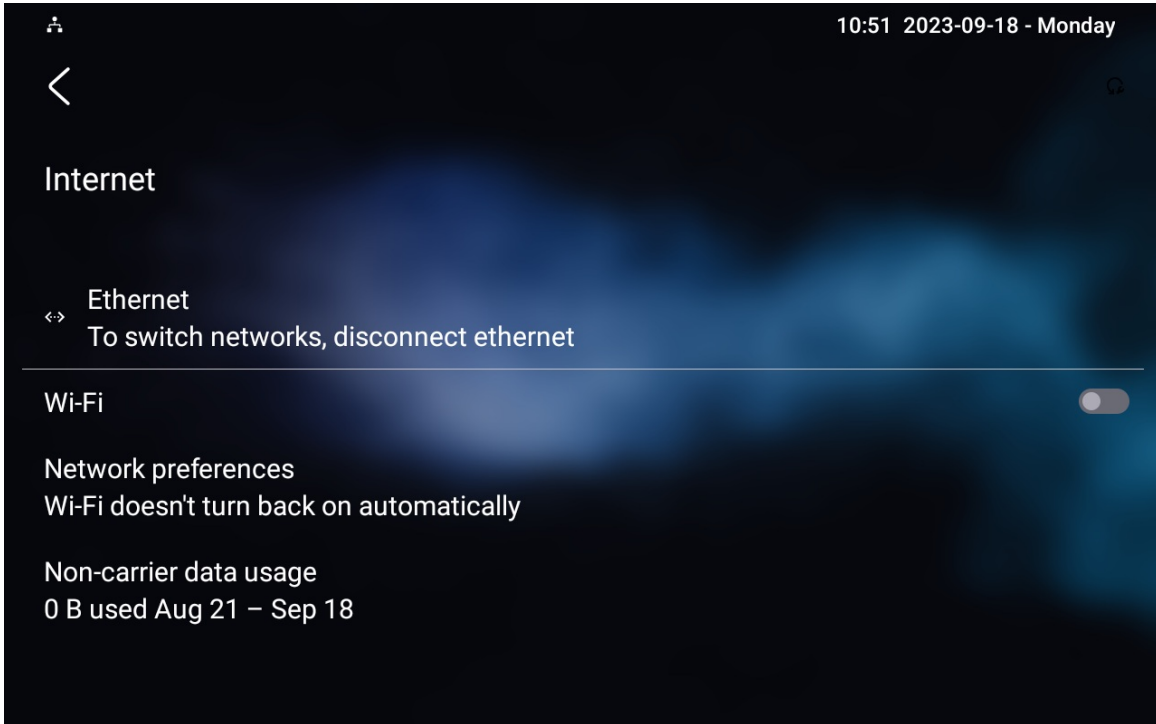 10:51 2023-09-18 - Monday
Internet
Ethernet
To switch networks, disconnect ethernet
Wi-Fi
Network preferences
Wi-Fi doesn't turn back on automatically
Non-carrier data usage
0 B used Aug 21 – Sep 18